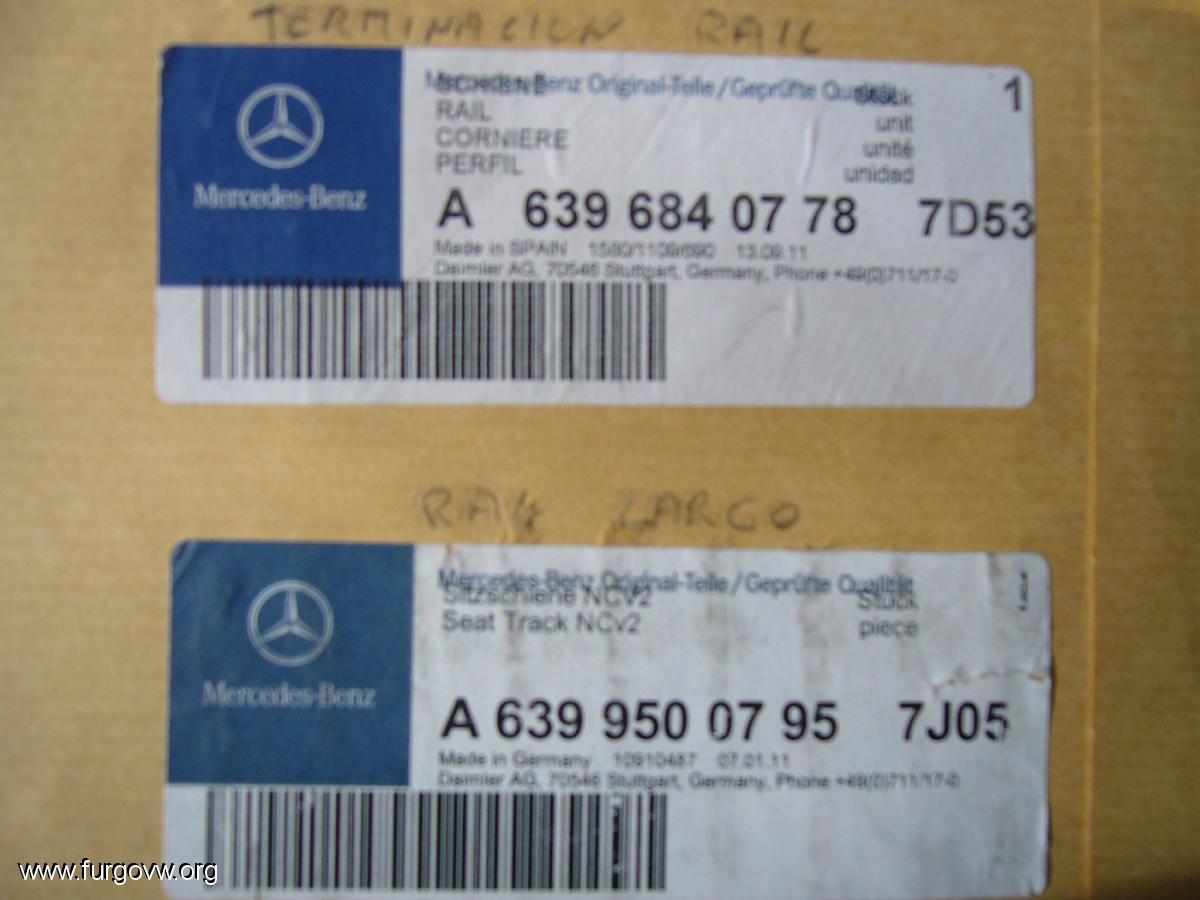 TERMINACION RAIL
Mercedes-Benz Original-Teile/Geprüfte Qualität
SCHIENE Stück 1
RAIL unit
CORNIERE unité
PERFIL unidad
Mercedes-Benz
A 639 684 07 78 7D53
Made in SPAIN 1580/1109/690 13.09.11
Daimler AG, 70546 Stuttgart, Germany, Phone +49(0)711/17-0
RAIL LARGO
Mercedes-Benz Original-Teile/Geprüfte Qualität
Sitzschiene NCV2 Stück 1
Seat Track NCV2 piece
Mercedes-Benz
A 639 950 07 95 7J05
Made in Germany 10910487 07.01.11
Daimler AG, 70546 Stuttgart, Germany, Phone +49(0)711/17-0
www.furgovw.org